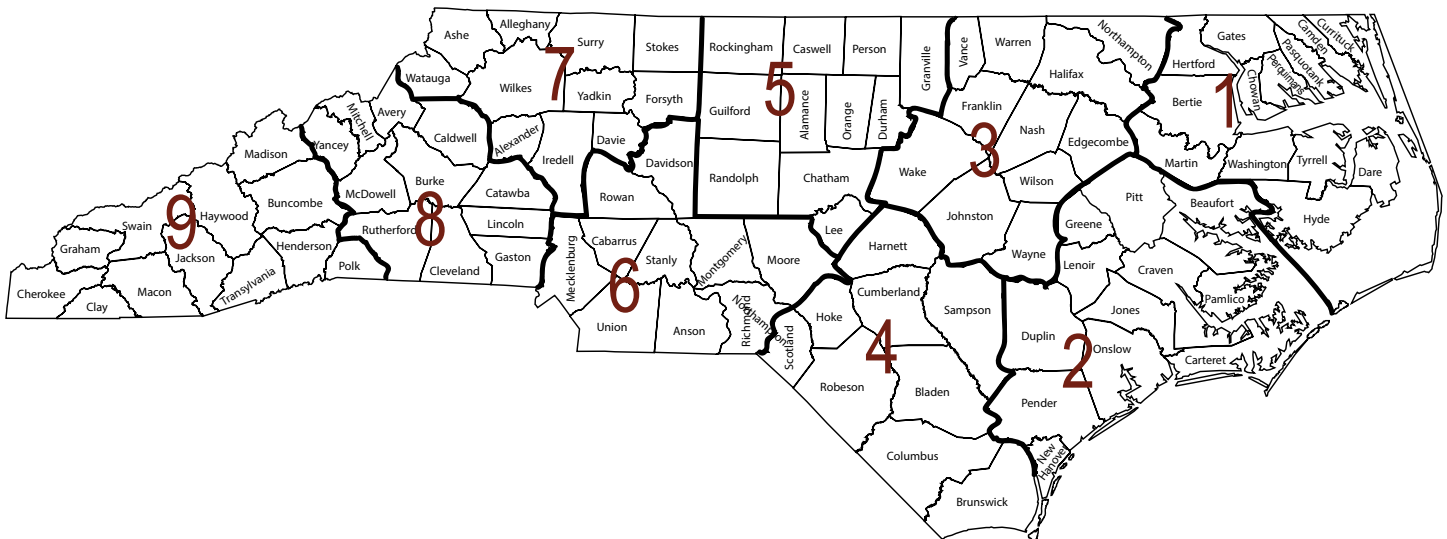 Ashe
Alleghany
Surry
Stokes
Rockingham
Caswell
Person
Granville
Vance
Warren
Northampton
Gates
Camden
Currituck
Pasquotank
Perquimens
Chowan
Hertford
Watauga
Wilkes
7
Yadkin
Forsyth
Guilford
5
Alamance
Orange
Durham
Franklin
Halifax
Bertie
1
Mitchell
Avery
Caldwell
Alexander
Iredell
Davie
Davidson
Randolph
Chatham
Wake
3
Nash
Edgecombe
Martin
Washington
Tyrrell
Dare
Madison
Yancey
McDowell
Burke
Catawba
Rowan
Wilson
Pitt
Beaufort
Hyde
Swain
9
Haywood
Buncombe
Rutherford
8
Lincoln
Lee
Johnston
Greene
Graham
Jackson
Henderson
Polk
Cleveland
Gaston
Mecklenburg
Cabarrus
Stanly
Montgomery
Moore
Harnett
Wayne
Lenoir
Craven
Cherokee
Clay
Macon
Transylvania
6
Union
Anson
Richmond
Northampton
Scotland
Hoke
Cumberland
Sampson
Duplin
Jones
Pamlico
4
2
Onslow
Carteret
Robeson
Bladen
Pender
Columbus
New
Hanover
Brunswick